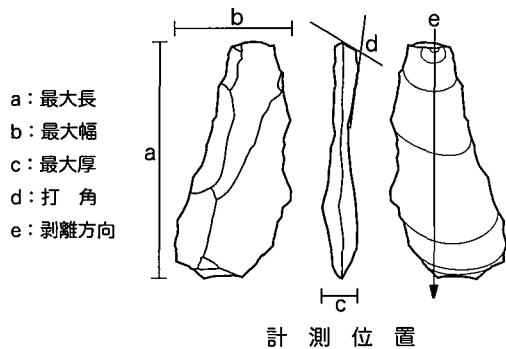 b
d
e
a
c
a：最大長
b：最大幅
c：最大厚
d：打　角
e：剥離方向
計 測 位 置